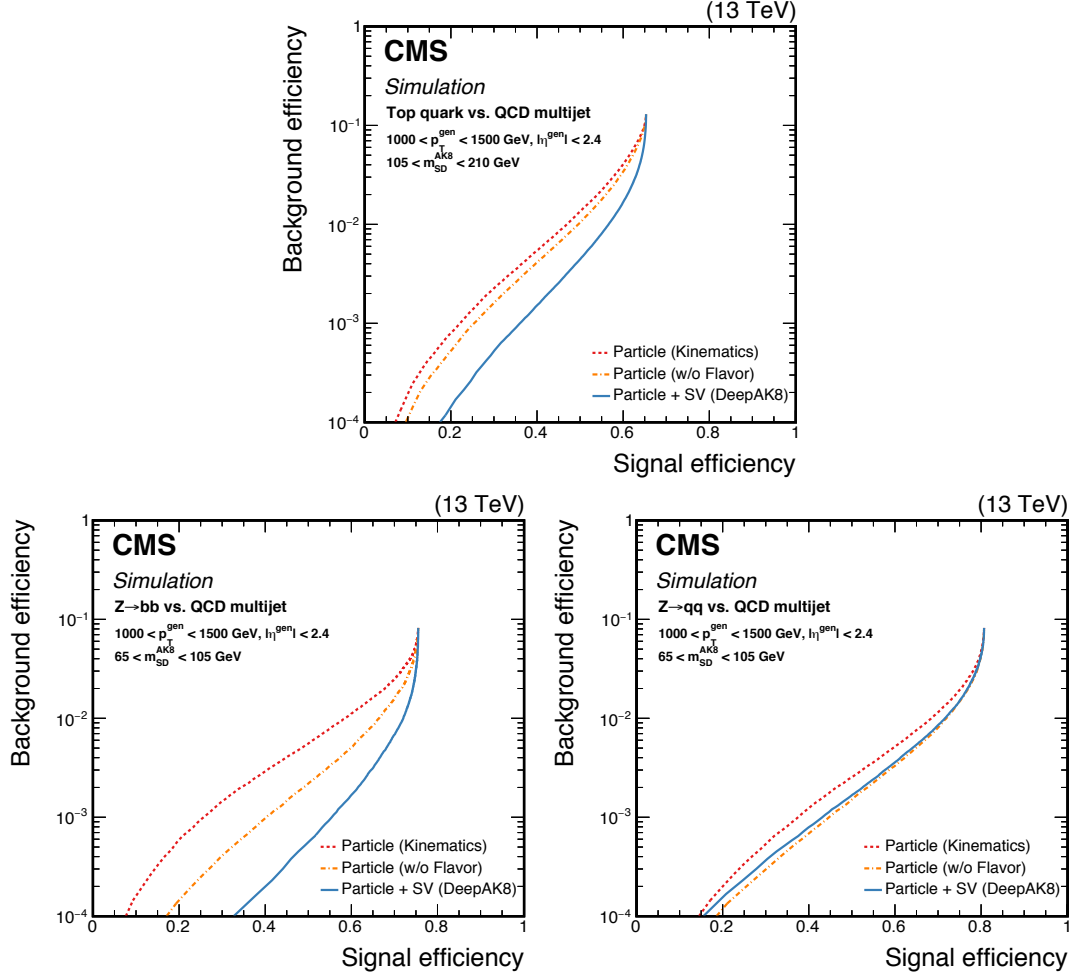 (13 TeV)
CMS
Simulation
Top quark vs. QCD multijet
1000 < p_T^gen < 1500 GeV, |η^gen| < 2.4
105 < m_SD^AK8 < 210 GeV
Background efficiency
1
10^−1
10^−2
10^−3
10^−4
Particle (Kinematics)
Particle (w/o Flavor)
Particle + SV (DeepAK8)
0 0.2 0.4 0.6 0.8 1
Signal efficiency
(13 TeV)
CMS
Simulation
Z→bb vs. QCD multijet
1000 < p_T^gen < 1500 GeV, |η^gen| < 2.4
65 < m_SD^AK8 < 105 GeV
Background efficiency
1
10^−1
10^−2
10^−3
10^−4
Particle (Kinematics)
Particle (w/o Flavor)
Particle + SV (DeepAK8)
0 0.2 0.4 0.6 0.8 1
Signal efficiency
(13 TeV)
CMS
Simulation
Z→qq vs. QCD multijet
1000 < p_T^gen < 1500 GeV, |η^gen| < 2.4
65 < m_SD^AK8 < 105 GeV
Background efficiency
1
10^−1
10^−2
10^−3
10^−4
Particle (Kinematics)
Particle (w/o Flavor)
Particle + SV (DeepAK8)
0 0.2 0.4 0.6 0.8 1
Signal efficiency